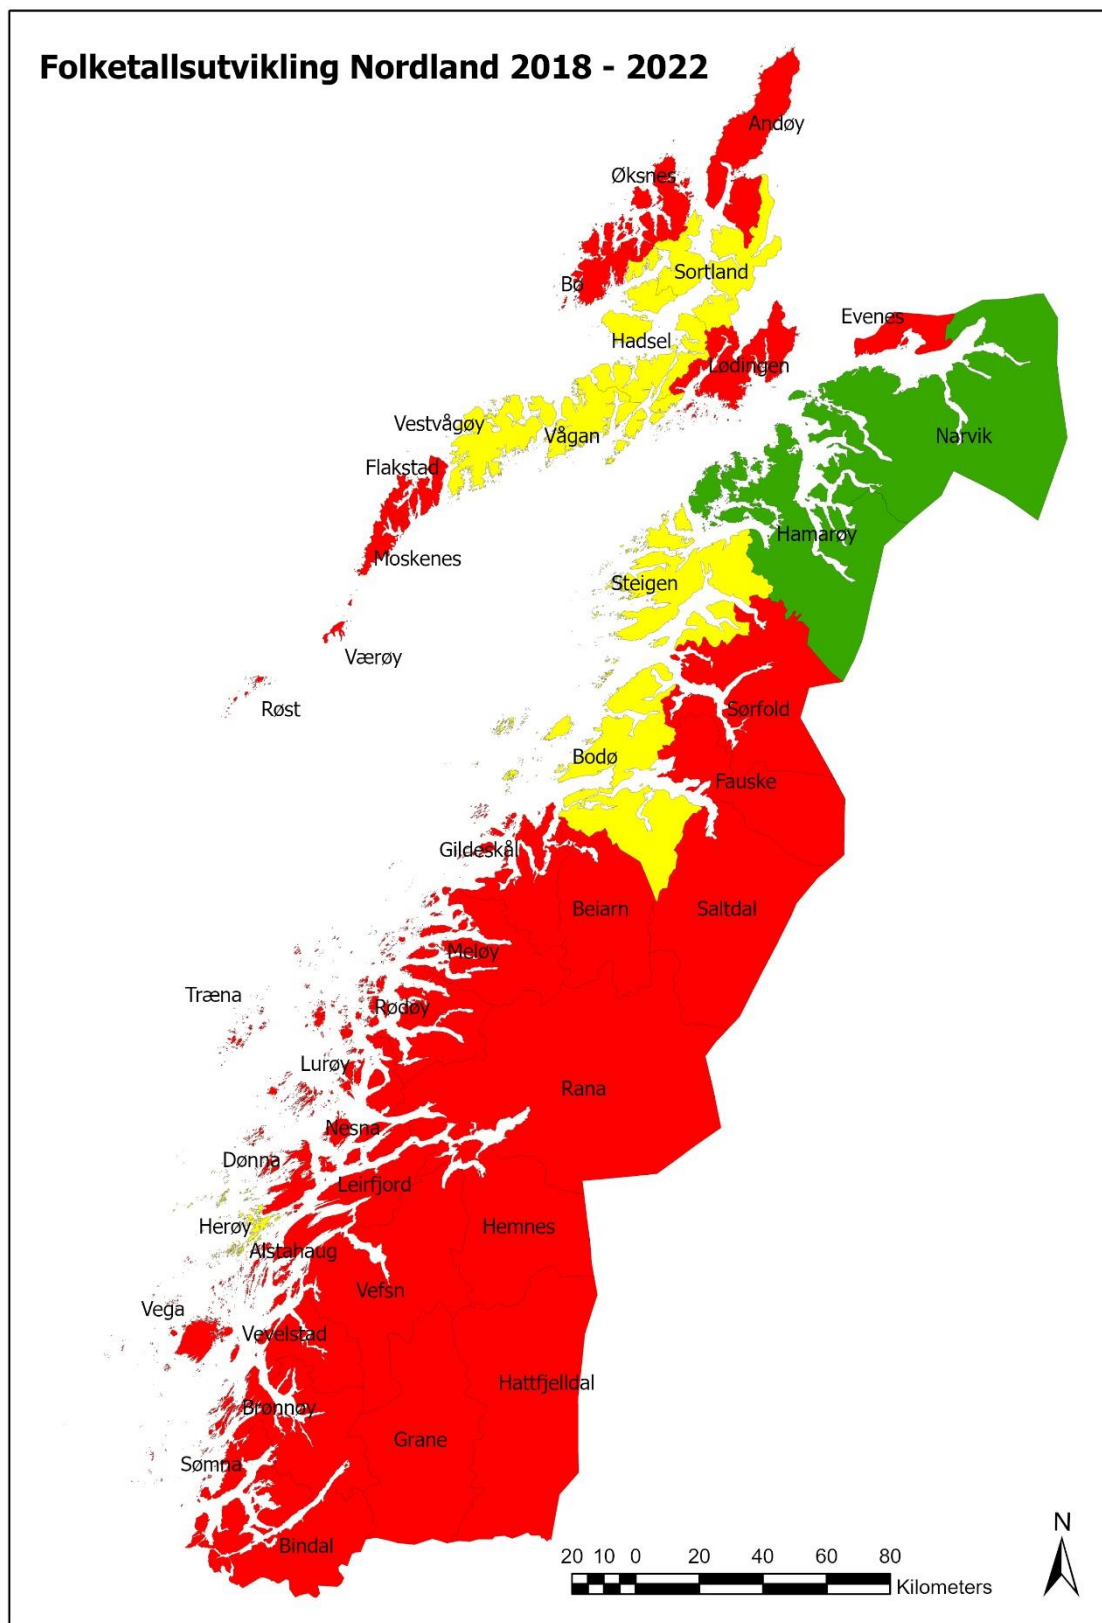 Folketallsutvikling Nordland 2018 - 2022
Andøy
Øksnes
Sortland
Bø
Evenes
Hadsel
Lødingen
Vestvågøy
Vågan
Narvik
Flakstad
Hamarøy
Moskenes
Steigen
Værøy
Røst
Sørfold
Bodø
Fauske
Gildeskål
Beiarn
Saltdal
Meløy
Træna
Rødøy
Lurøy
Rana
Nesna
Dønna
Leirfjord
Herøy
Hemnes
Alstahaug
Vefsn
Vega
Vevelstad
Hattfjelldal
Brønnøy
Grane
Sømna
Bindal
N
20 10 0 20 40 60 80
Kilometers